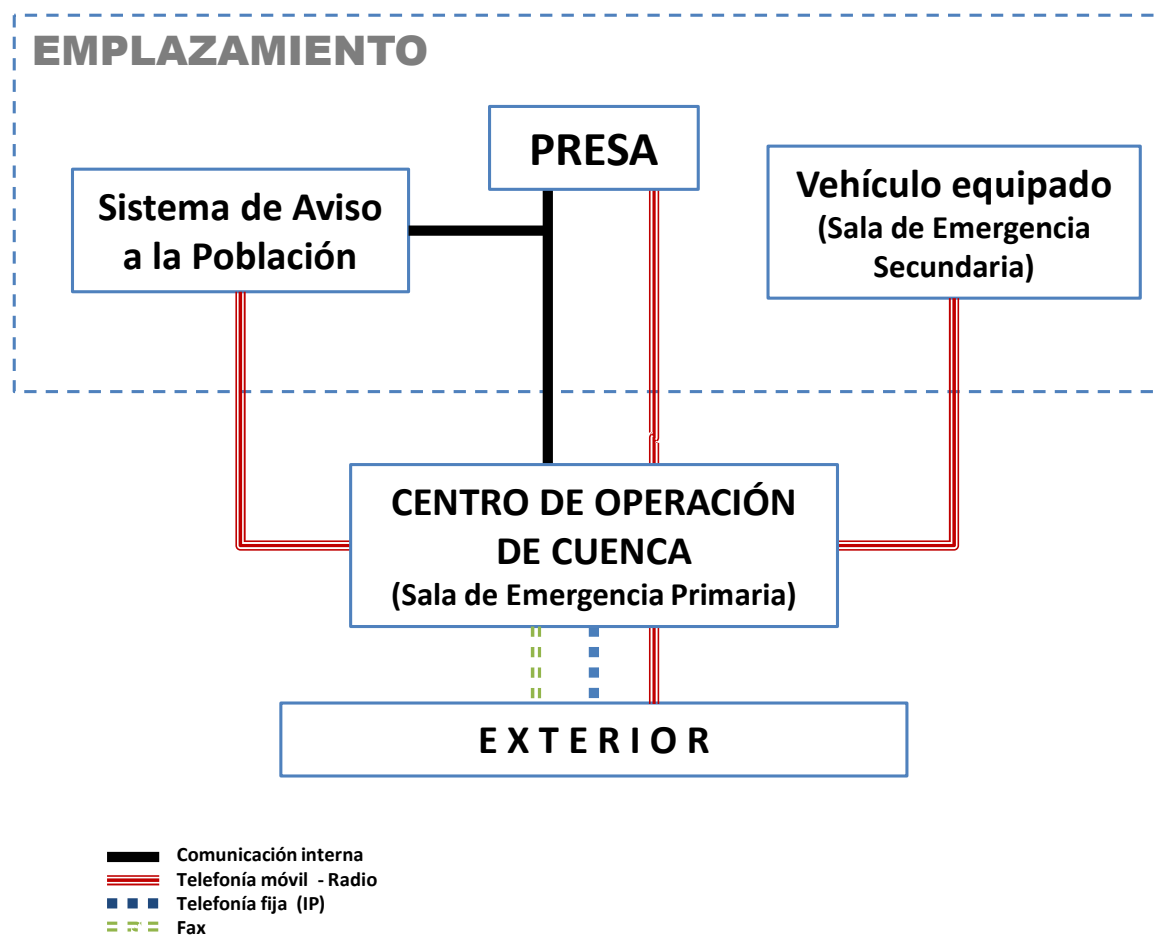 EMPLAZAMIENTO
PRESA
Sistema de Aviso
a la Población
Vehículo equipado
(Sala de Emergencia
Secundaria)
CENTRO DE OPERACIÓN
DE CUENCA
(Sala de Emergencia Primaria)
E X T E R I O R
Comunicación interna
Telefonía móvil - Radio
Telefonía fija (IP)
Fax